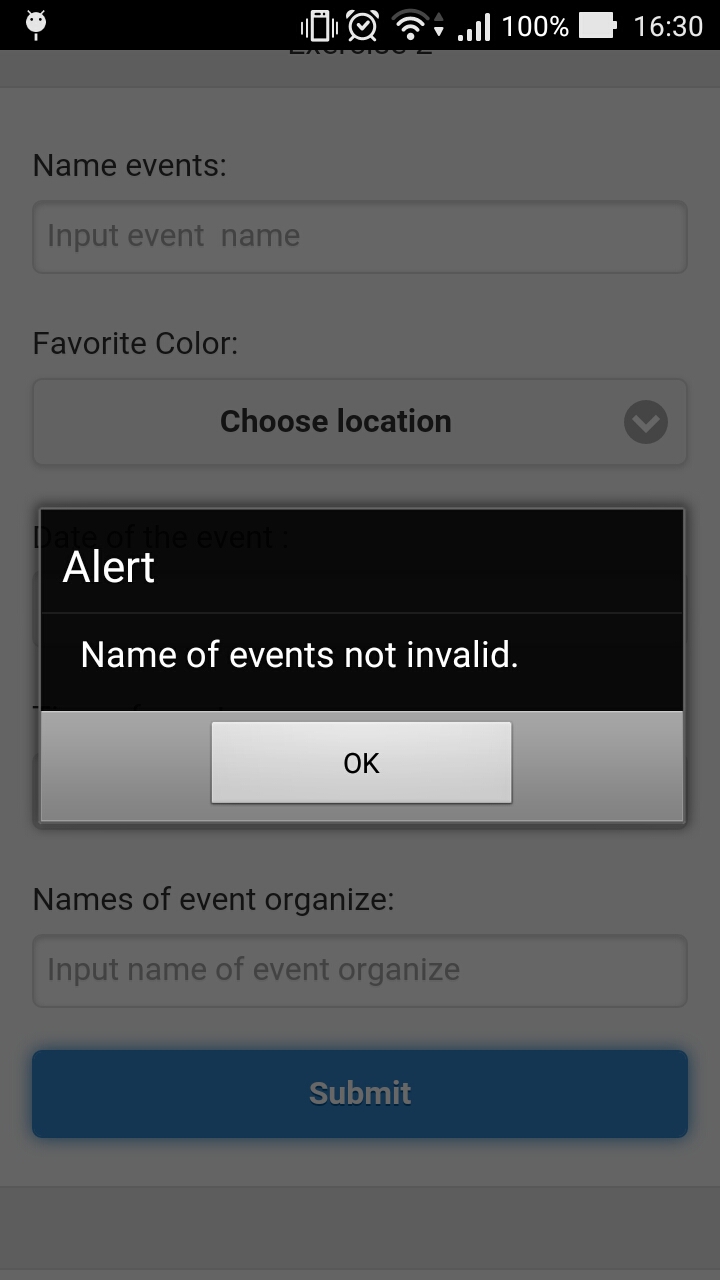 100% 16:30
Exercise 2
Name events:
Input event  name
Favorite Color:
Choose location
Date of the event :
Alert
Name of events not invalid.
OK
Names of event organize:
Input name of event organize
Submit